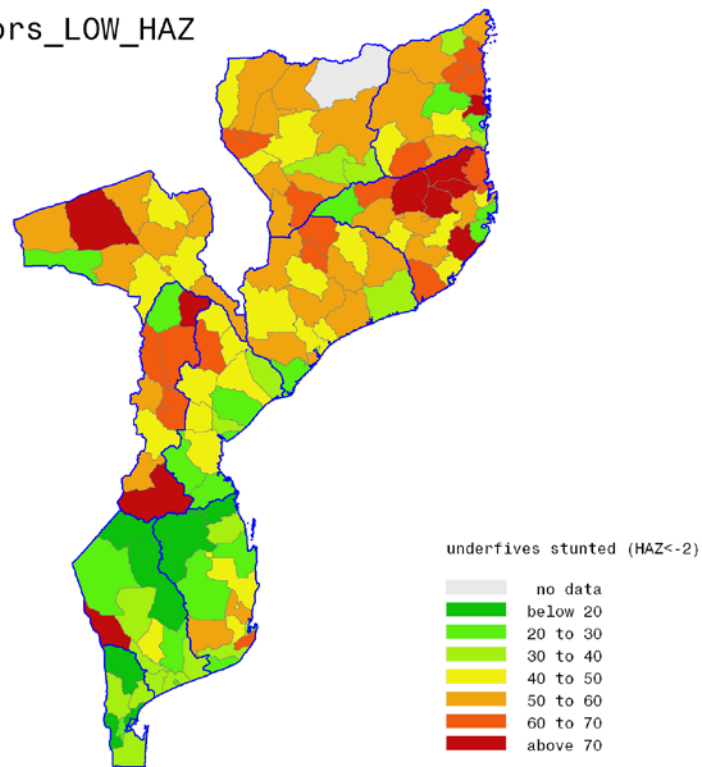 ors_LOW_HAZ
underfives stunted (HAZ<-2)
no data
below 20
20 to 30
30 to 40
40 to 50
50 to 60
60 to 70
above 70